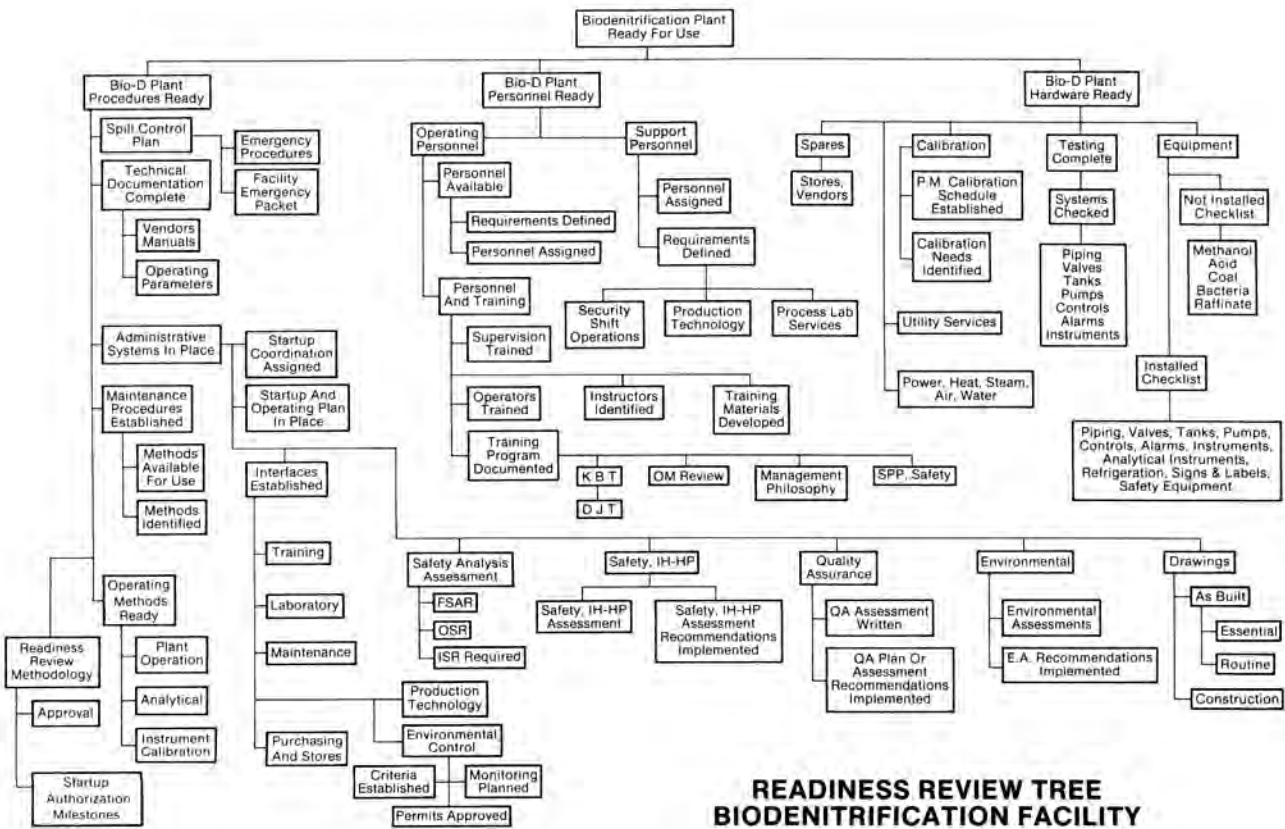 Biodenitrification Plant
Ready For Use
Bio-D Plant
Procedures Ready
Spill Control
Plan
Emergency
Procedures
Facility
Emergency
Packet
Technical
Documentation
Complete
Vendors
Manuals
Operating
Parameters
Administrative
Systems In Place
Startup
Coordination
Assigned
Startup And
Operating Plan
In Place
Maintenance
Procedures
Established
Methods
Available
For Use
Methods
Identified
Interfaces
Established
Training
Laboratory
Maintenance
Production
Technology
Environmental
Control
Criteria
Established
Monitoring
Planned
Permits Approved
Purchasing
And Stores
Operating
Methods
Ready
Plant
Operation
Analytical
Instrument
Calibration
Readiness
Review
Methodology
Approval
Startup
Authorization
Milestones
Bio-D Plant
Personnel Ready
Operating
Personnel
Personnel
Available
Requirements Defined
Personnel Assigned
Personnel
And Training
Supervision
Trained
Operators
Trained
Instructors
Identified
Training
Materials
Developed
Training
Program
Documented
K B T
D J T
OM Review
Management
Philosophy
SPP, Safety
Support
Personnel
Personnel
Assigned
Requirements
Defined
Security
Shift
Operations
Production
Technology
Process Lab
Services
Bio-D Plant
Hardware Ready
Spares
Stores,
Vendors
Calibration
P.M. Calibration
Schedule
Established
Calibration
Needs
Identified
Utility Services
Power, Heat, Steam,
Air, Water
Testing
Complete
Systems
Checked
Piping
Valves
Tanks
Pumps
Controls
Alarms
Instruments
Equipment
Not Installed
Checklist
Methanol
Acid
Coal
Bacteria
Raffinate
Installed
Checklist
Piping, Valves, Tanks, Pumps,
Controls, Alarms, Instruments,
Analytical Instruments,
Refrigeration, Signs & Labels,
Safety Equipment
Safety Analysis
Assessment
FSAR
OSR
ISR Required
Safety, IH-HP
Safety, IH-HP
Assessment
Safety, IH-HP
Assessment
Recommendations
Implemented
Quality
Assurance
QA Assessment
Written
QA Plan Or
Assessment
Recommendations
Implemented
Environmental
Environmental
Assessments
E.A. Recommendations
Implemented
Drawings
As Built
Essential
Routine
Construction
READINESS REVIEW TREE
BIODENITRIFICATION FACILITY